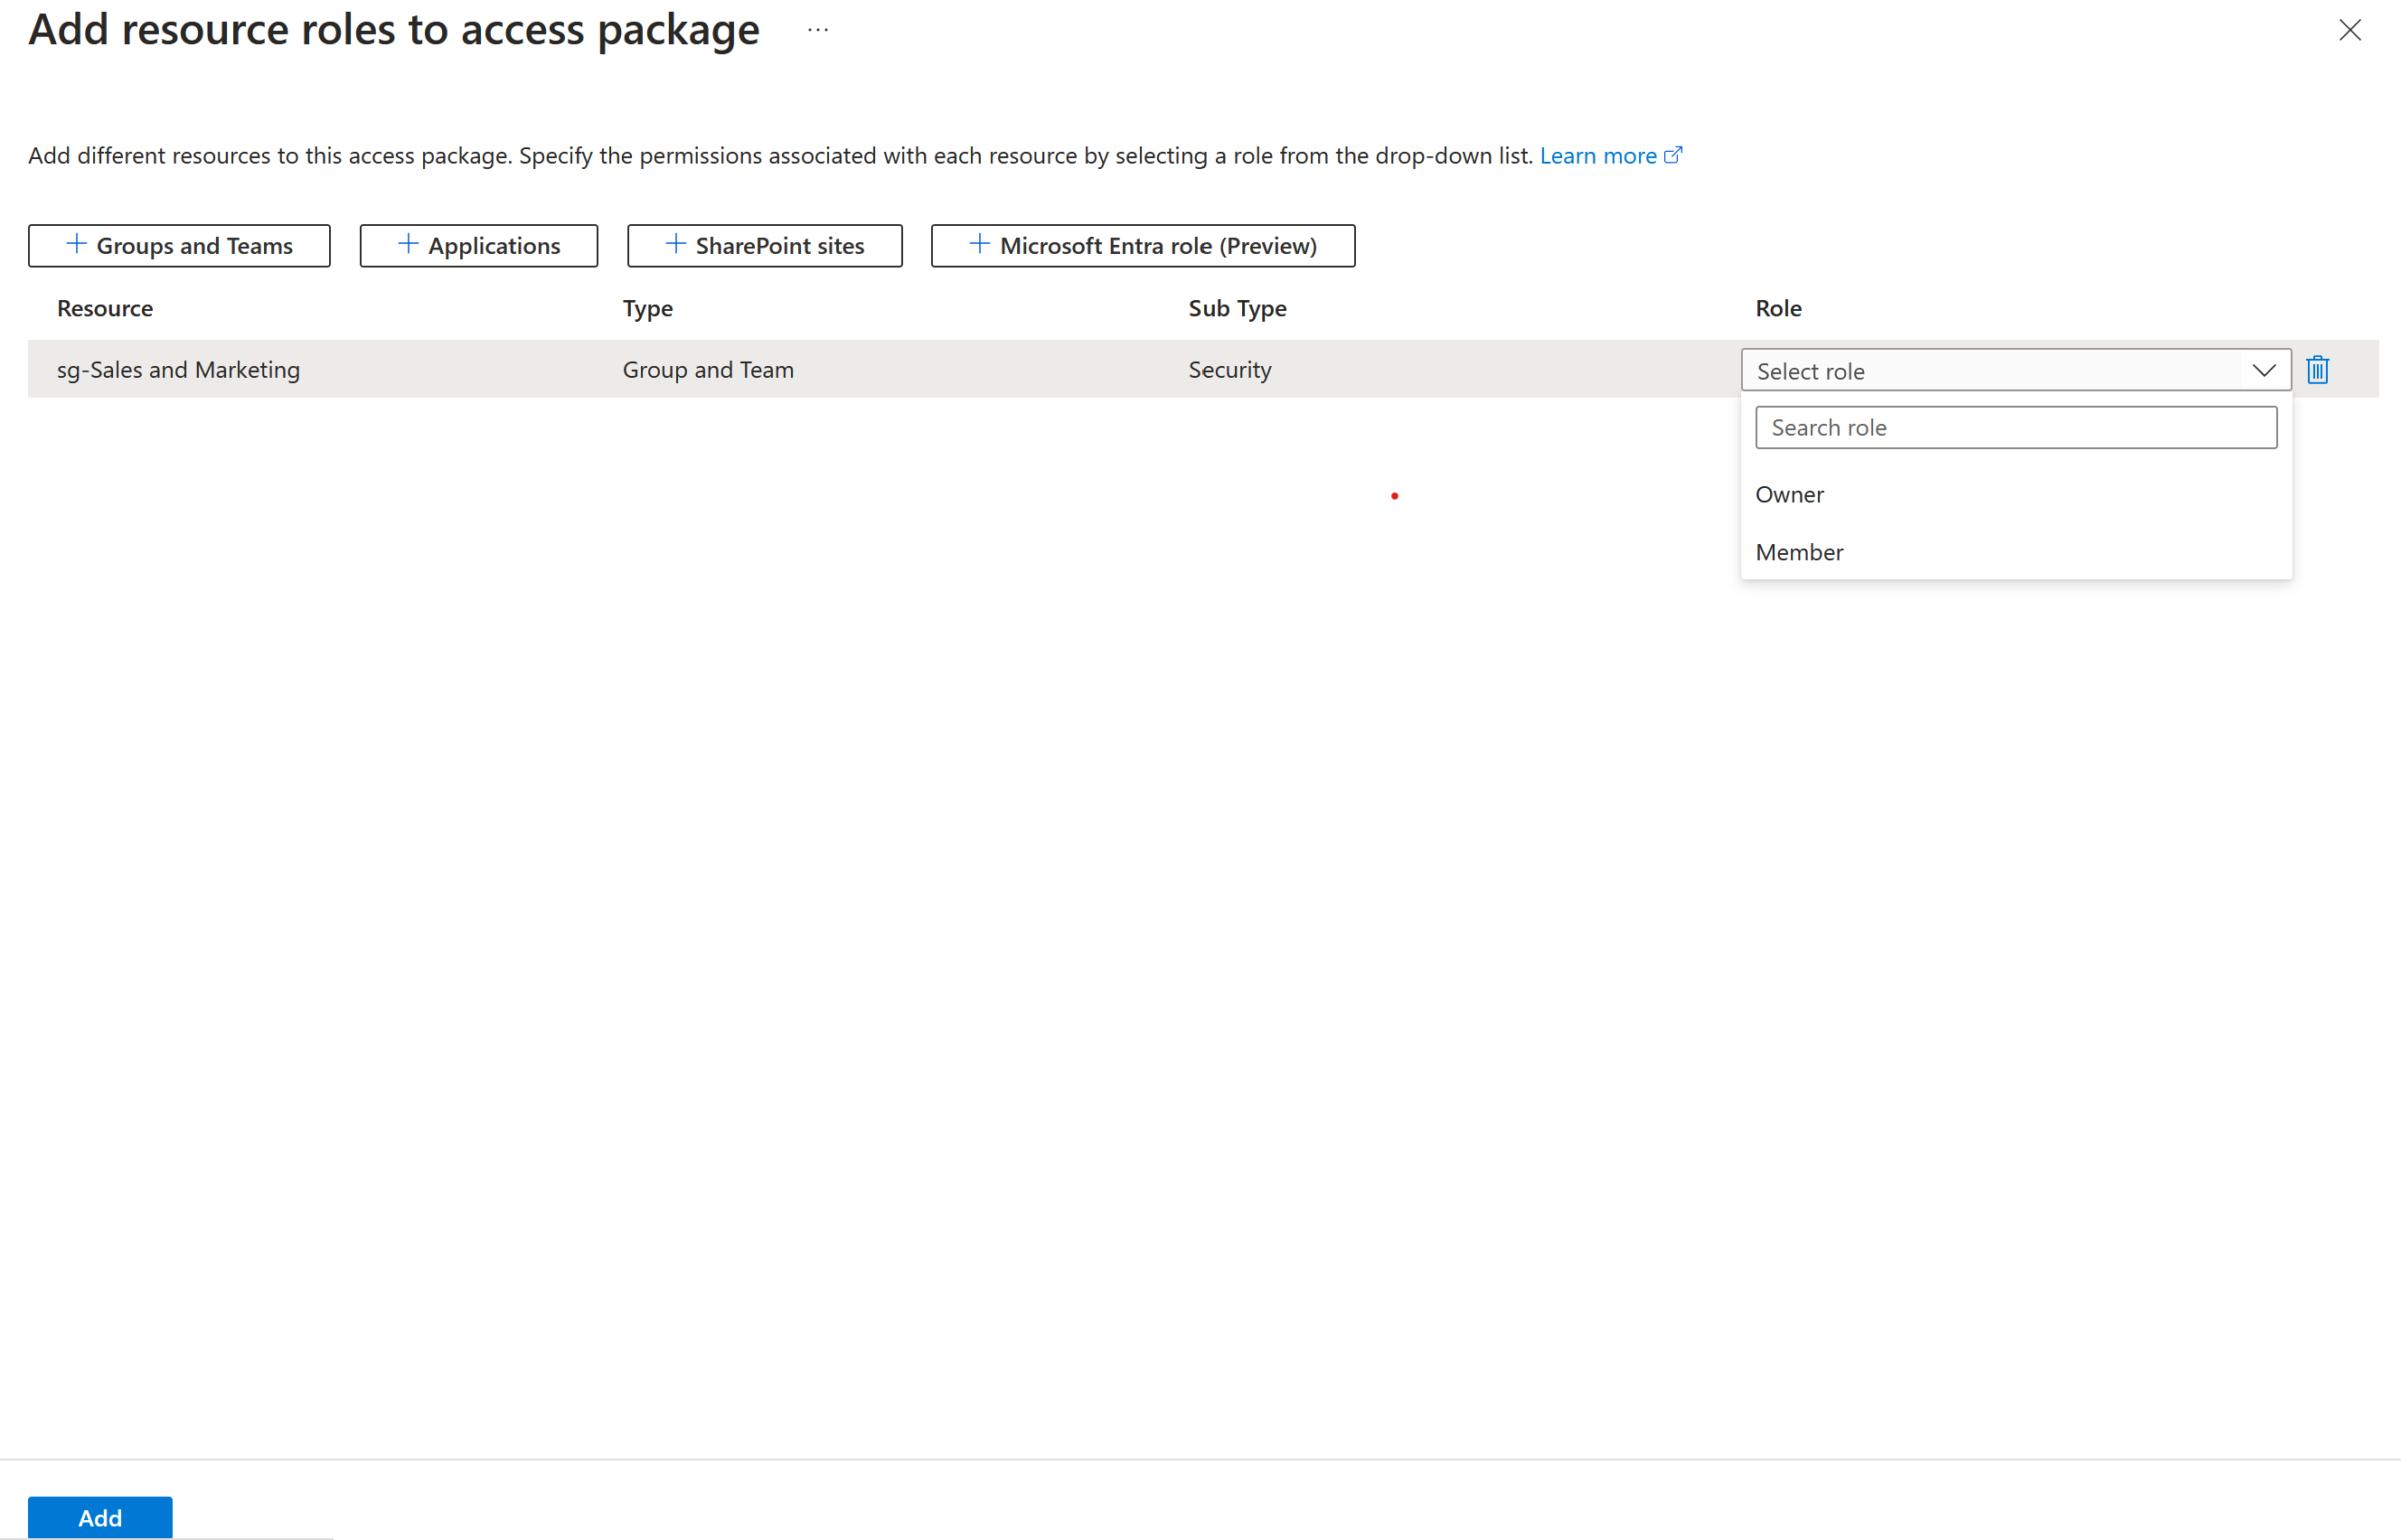 Add resource roles to access package ...
Add different resources to this access package. Specify the permissions associated with each resource by selecting a role from the drop-down list. Learn more
+ Groups and Teams + Applications + SharePoint sites + Microsoft Entra role (Preview)
Resource Type Sub Type Role
sg-Sales and Marketing Group and Team Security Select role
Search role
Owner
Member
Add